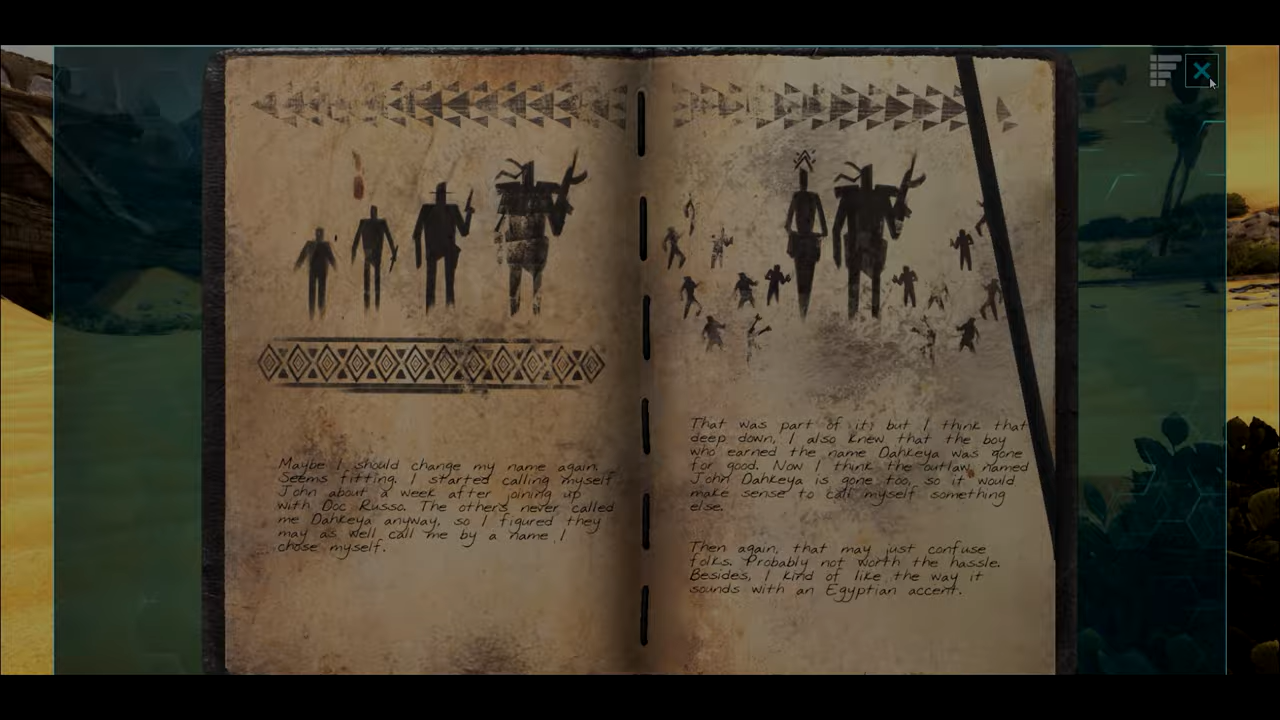 Maybe I should change my name again.
Seems fitting. I started calling myself
John about a week after joining up
with Doc Russo. The others never called
me Dahkeya anyway, so I figured they
may as well call me by a name I
chose myself.
That was part of it, but I think that
deep down, I also knew that the boy
who earned the name Dahkeya was gone
for good. Now I think the outlaw named
John Dahkeya is gone too, so it would
make sense to call myself something
else.
Then again, that may just confuse
folks. Probably not worth the hassle.
Besides, I kind of like the way it
sounds with an Egyptian accent.